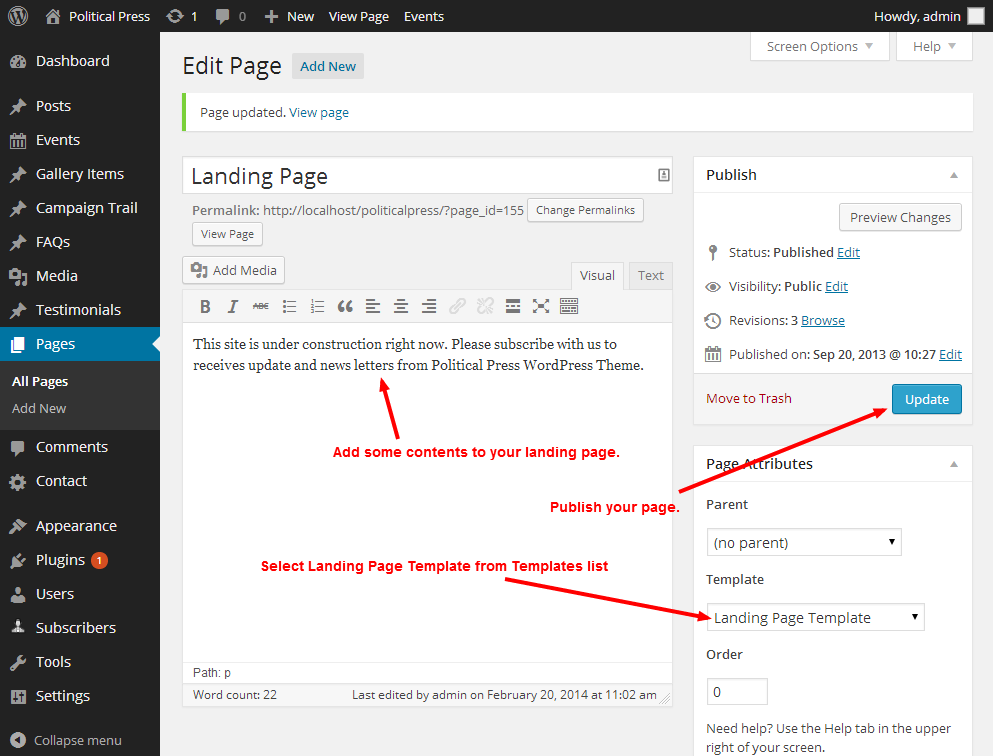 Political Press 1 0 New View Page Events Howdy, admin
Dashboard
Posts
Events
Gallery Items
Campaign Trail
FAQs
Media
Testimonials
Pages
All Pages
Add New
Comments
Contact
Appearance
Plugins 1
Users
Subscribers
Tools
Settings
Collapse menu
Screen Options Help
Edit Page Add New
Page updated. View page
Landing Page
Permalink: http://localhost/politicalpress/?page_id=155 Change Permalinks
View Page
Add Media
Visual Text
B I ABC
This site is under construction right now. Please subscribe with us to
receives update and news letters from Political Press WordPress Theme.
Add some contents to your landing page.
Publish your page.
Select Landing Page Template from Templates list
Path: p
Word count: 22 Last edited by admin on February 20, 2014 at 11:02 am
Publish
Preview Changes
Status: Published Edit
Visibility: Public Edit
Revisions: 3 Browse
Published on: Sep 20, 2013 @ 10:27 Edit
Move to Trash Update
Page Attributes
Parent
(no parent)
Template
Landing Page Template
Order
0
Need help? Use the Help tab in the upper
right of your screen.